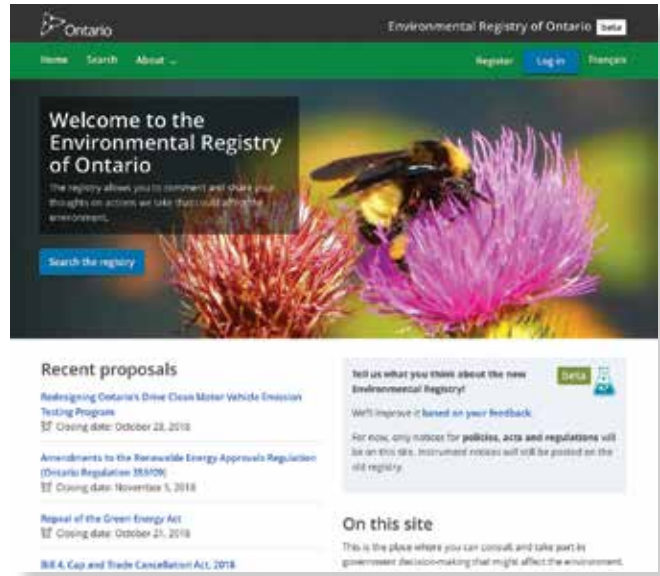 Ontario
Environmental Registry of Ontario beta
Home Search About
Register Log in Français
Welcome to the
Environmental Registry
of Ontario
The registry allows you to comment and share your
thoughts on actions we take that could affect the
environment.
Search the registry
Recent proposals
Redesigning Ontario's Drive Clean Motor Vehicle Emission
Testing Program
Closing date: October 28, 2018
Amendments to the Renewable Energy Approvals Regulation
(Ontario Regulation 359/09)
Closing date: November 5, 2018
Repeal of the Green Energy Act
Closing date: October 21, 2018
Bill 4, Cap and Trade Cancellation Act, 2018
Tell us what you think about the new
Environmental Registry!
beta
We'll improve it based on your feedback.
For now, only notices for policies, acts and regulations will
be on this site. Instrument notices will still be posted on the
old registry.
On this site
This is the place where you can consult and take part in
government decision-making that might affect the environment.